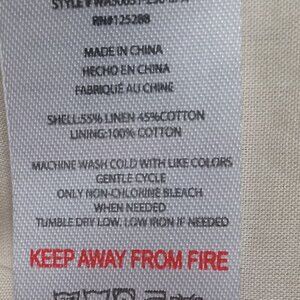 RN#125288
MADE IN CHINA
HECHO EN CHINA
FABRIQUÉ AU CHINE
SHELL:55% LINEN 45%COTTON
LINING:100% COTTON
MACHINE WASH COLD WITH LIKE COLORS
GENTLE CYCLE
ONLY NON-CHLORINE BLEACH
WHEN NEEDED
TUMBLE DRY LOW. LOW IRON IF NEEDED
KEEP AWAY FROM FIRE